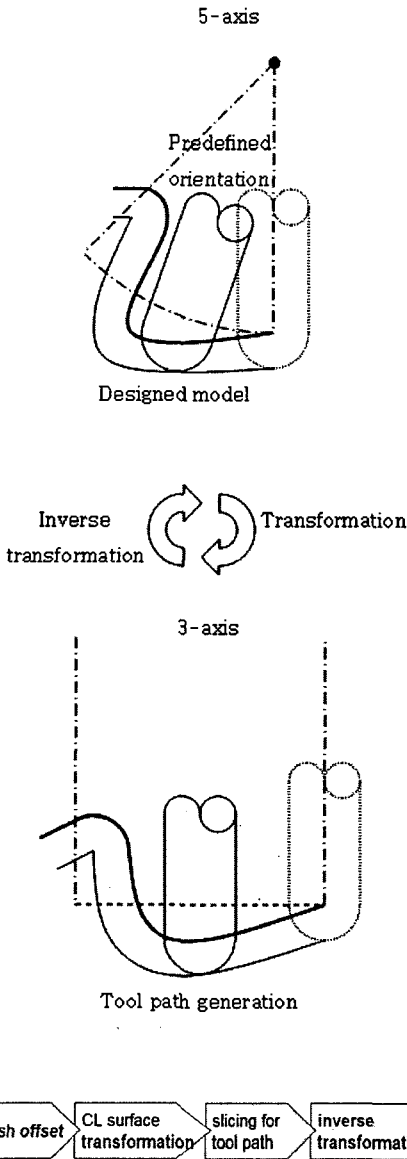 5-axis
Predefined
orientation
Designed model
Inverse
transformation
Transformation
3-axis
Tool path generation
sh offset
CL surface
transformation
slicing for
tool path
inverse
transformat